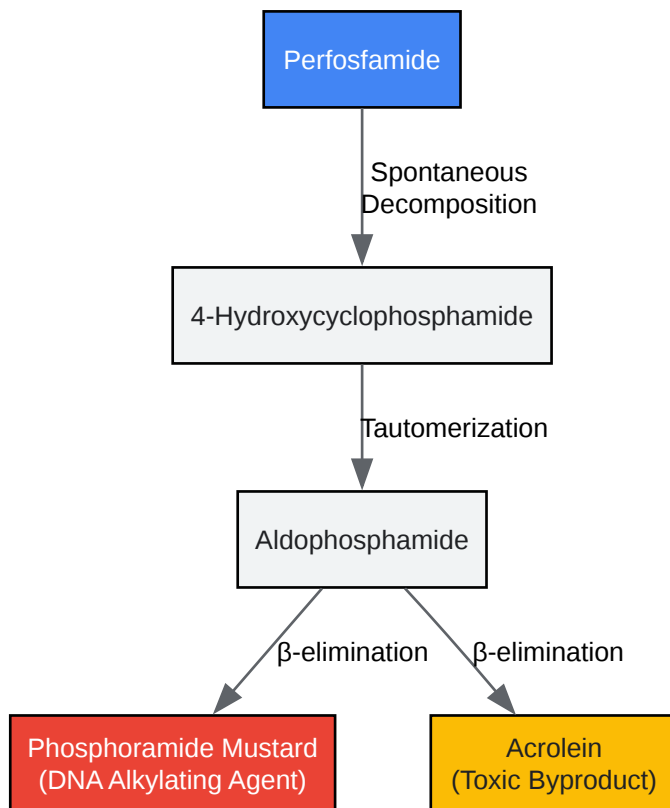 Perfosfamide
Spontaneous
Decomposition
4-Hydroxycyclophosphamide
Tautomerization
Aldophosphamide
β-elimination
β-elimination
Phosphoramide Mustard
(DNA Alkylating Agent)
Acrolein
(Toxic Byproduct)